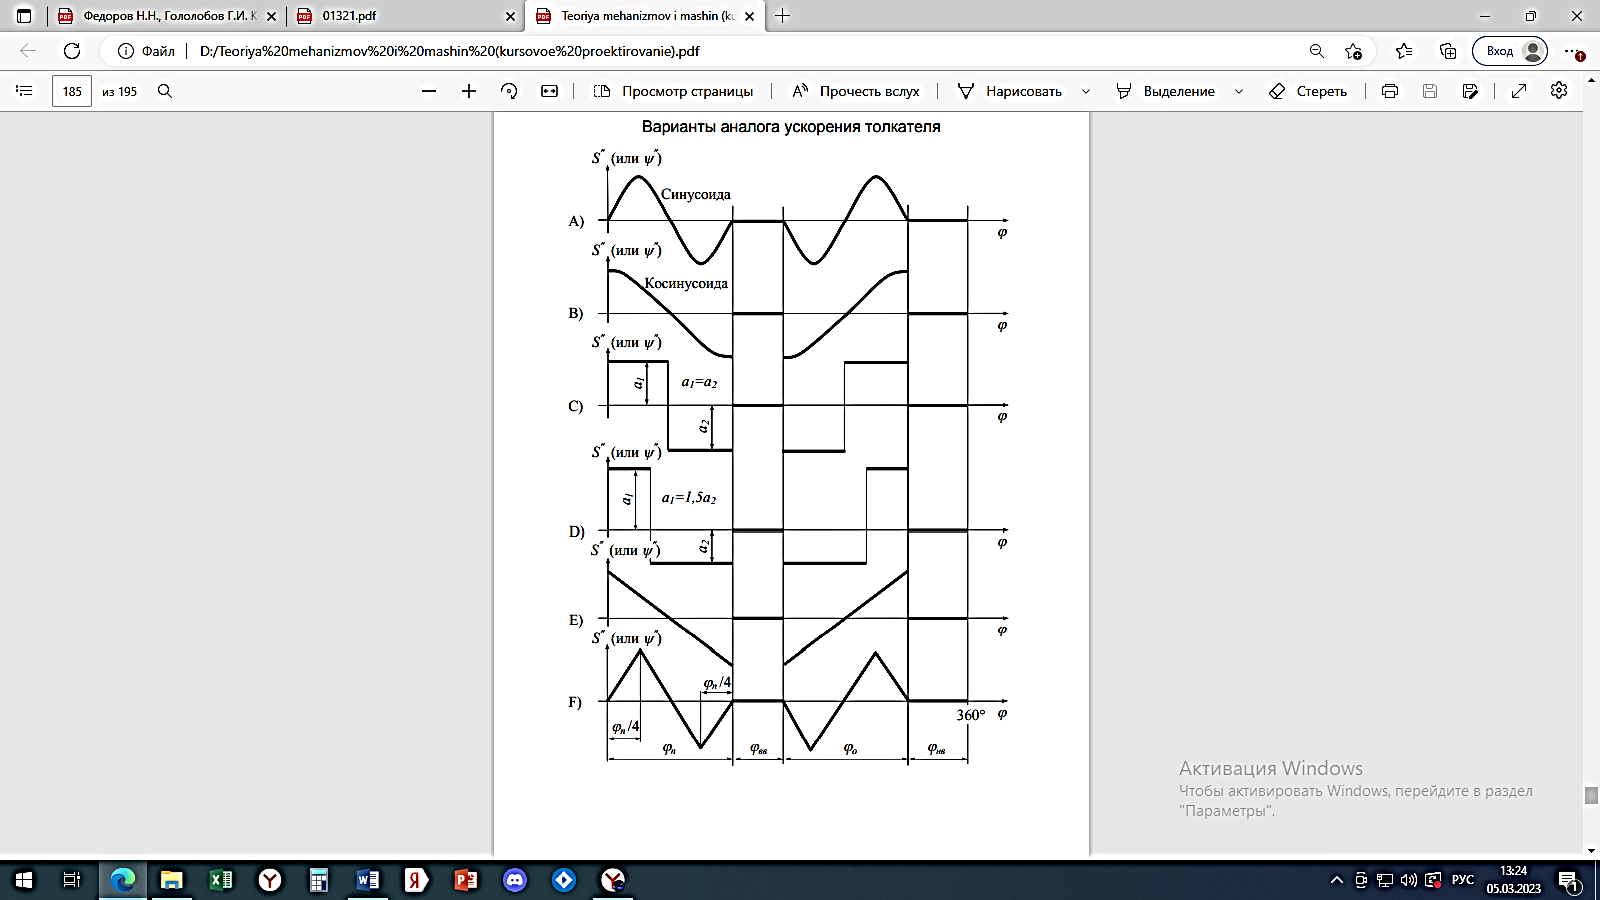 Федоров Н.Н., Гололобов Г.И. К
01321.pdf
Teoriya mehanizmov i mashin (ku
Файл
D:/Teoriya%20mehanizmov%20i%20mashin%20(kursovoe%20proektirovanie).pdf
Вход
185 из 195
Просмотр страницы
Прочесть вслух
Нарисовать
Выделение
Стереть
Варианты аналога ускорения толкателя
S″ (или ψ″)
Синусоида
A)
φ
S″ (или ψ″)
Косинусоида
B)
φ
S″ (или ψ″)
a₁
a₁=a₂
C)
φ
a₂
S″ (или ψ″)
a₁
a₁=1,5a₂
D)
φ
a₂
S″ (или ψ″)
E)
φ
S″ (или ψ″)
φп/4
F)
360° φ
φп/4
φп φвв φо φнв
Активация Windows
Чтобы активировать Windows, перейдите в раздел
"Параметры".
РУС
13:24
05.03.2023
1